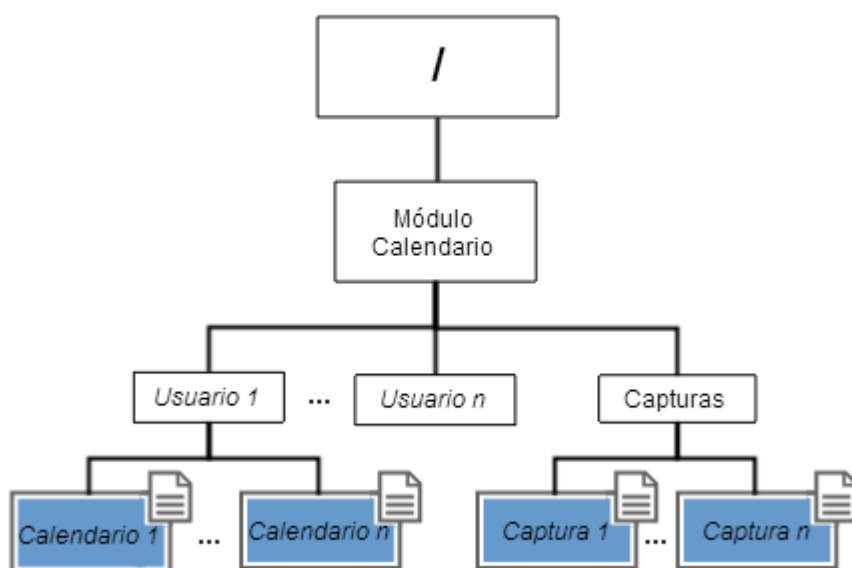 /
Módulo
Calendario
Usuario 1
...
Usuario n
Capturas
Calendario 1
...
Calendario n
Captura 1
...
Captura n